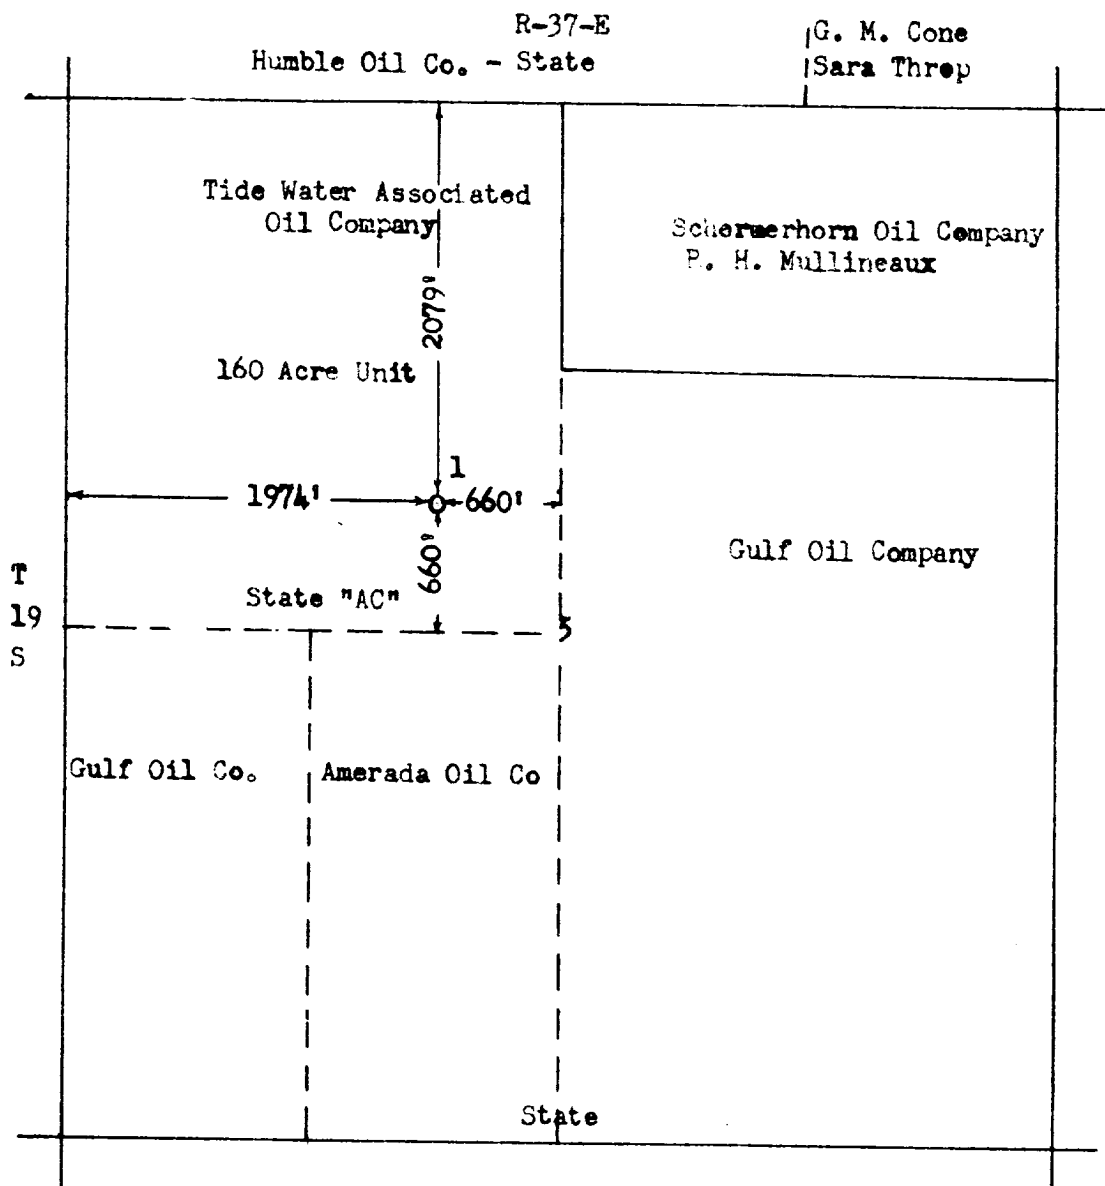 R-37-E
Humble Oil Co. - State
G. M. Cone
Sara Threp
Tide Water Associated
Oil Company
Schermerhorn Oil Company
R. H. Mullineaux
2079'
160 Acre Unit
1
1974'
660'
660'
Gulf Oil Company
T
19
S
State "AC"
5
Gulf Oil Co.
Amerada Oil Co
State